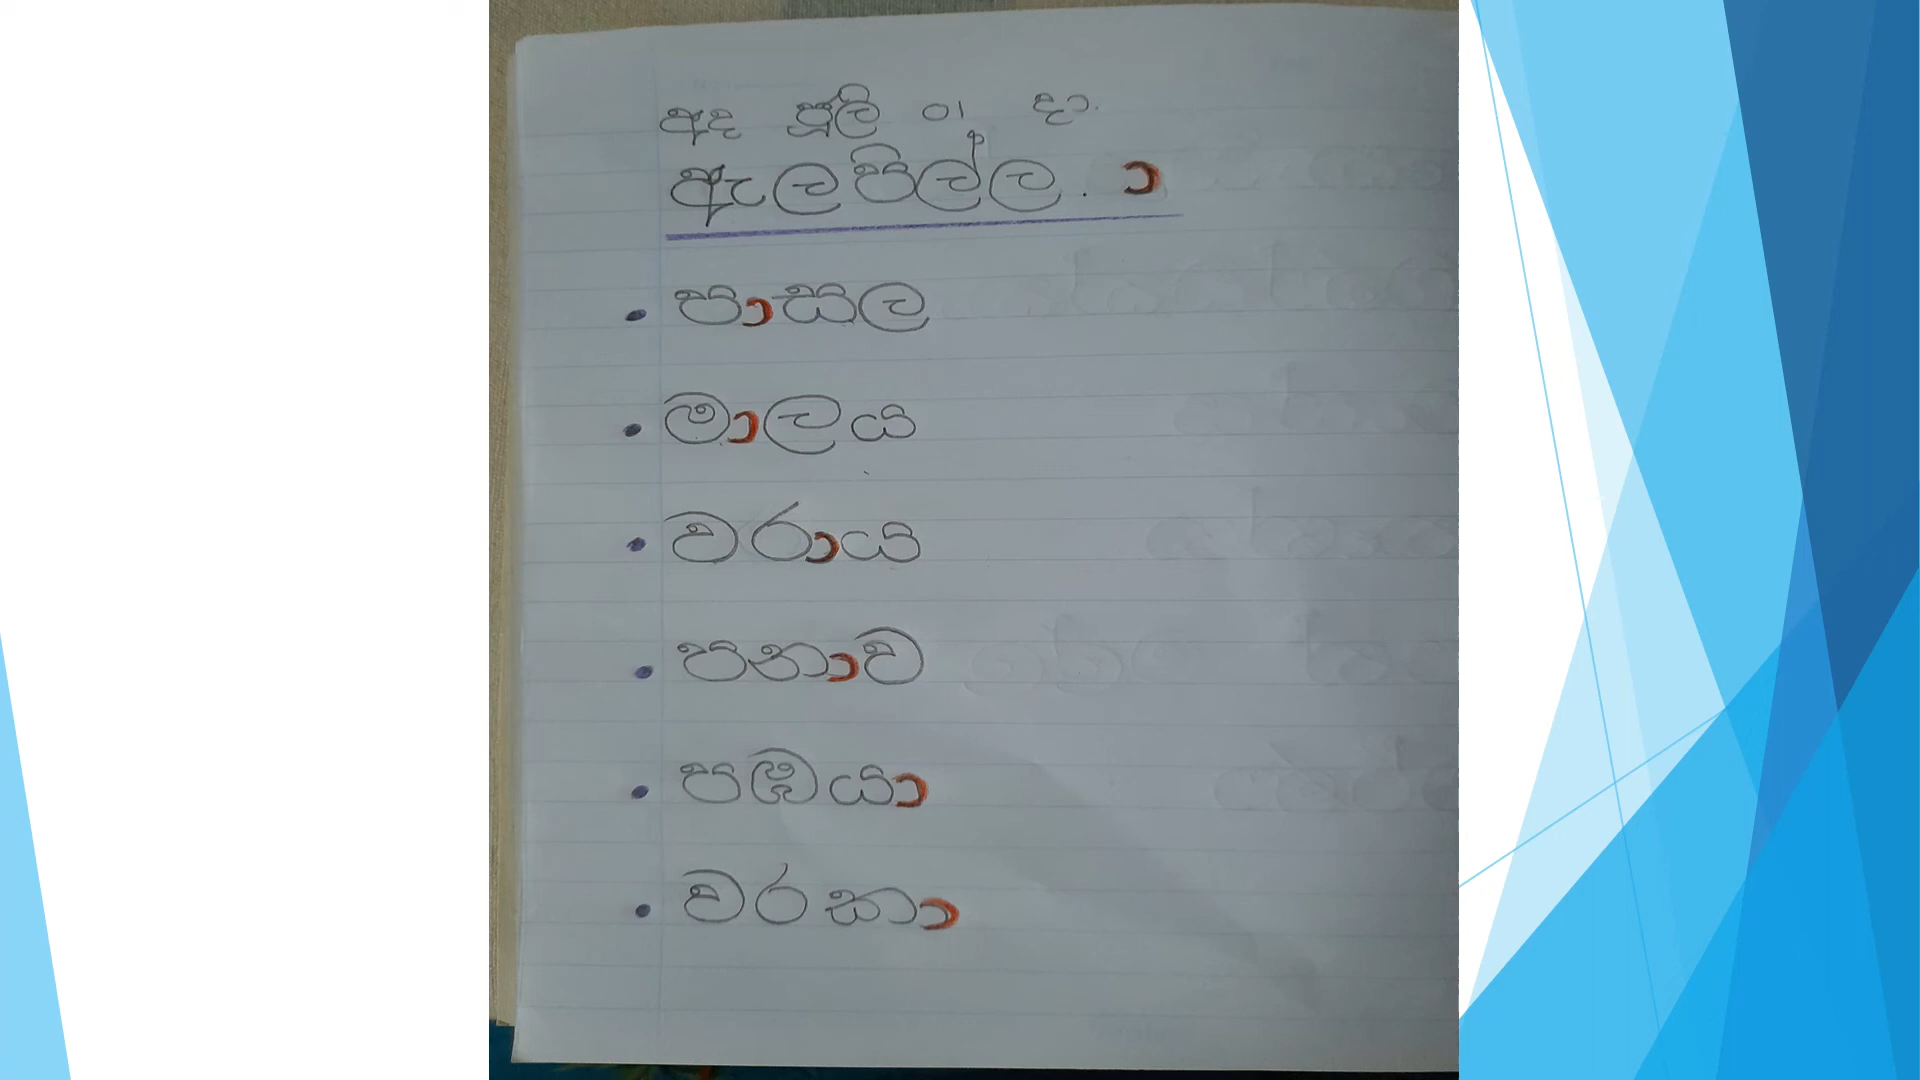 අද ජූලි 01 දා.
ඇලපිල්ල. ා
• පාසල
• මාලය
• වරාය
• පනාව
• පඹයා
• වරකා